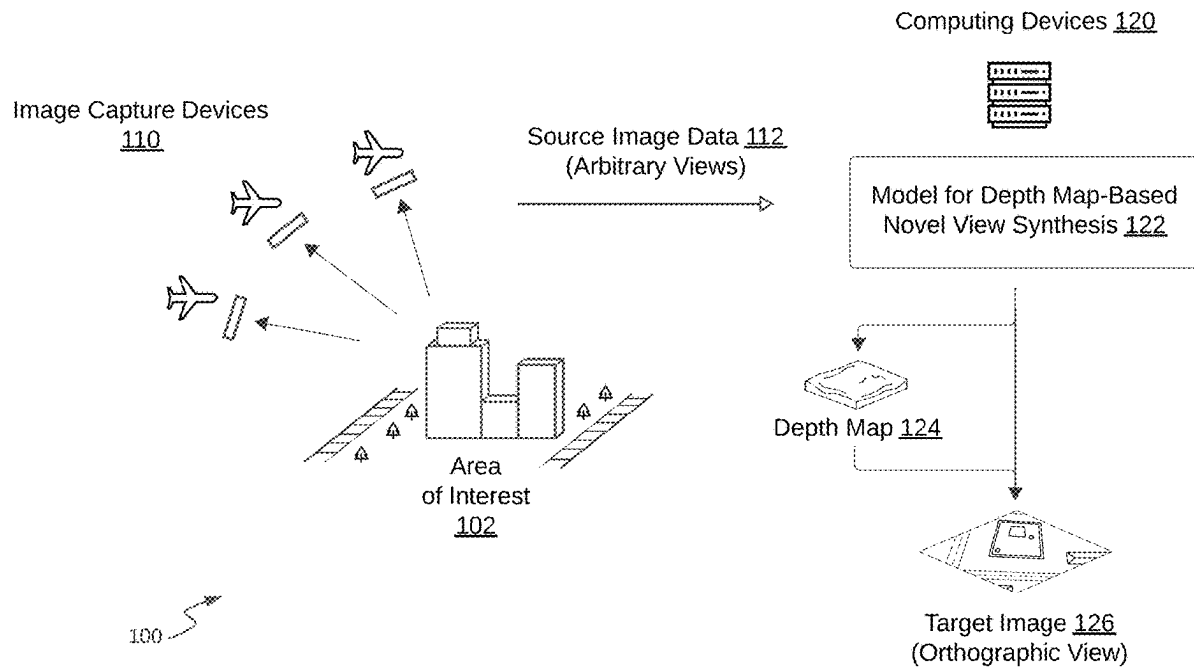 Computing Devices 120
Image Capture Devices
110
Source Image Data 112
(Arbitrary Views)
Model for Depth Map-Based
Novel View Synthesis 122
Depth Map 124
Area
of Interest
102
Target Image 126
(Orthographic View)
100